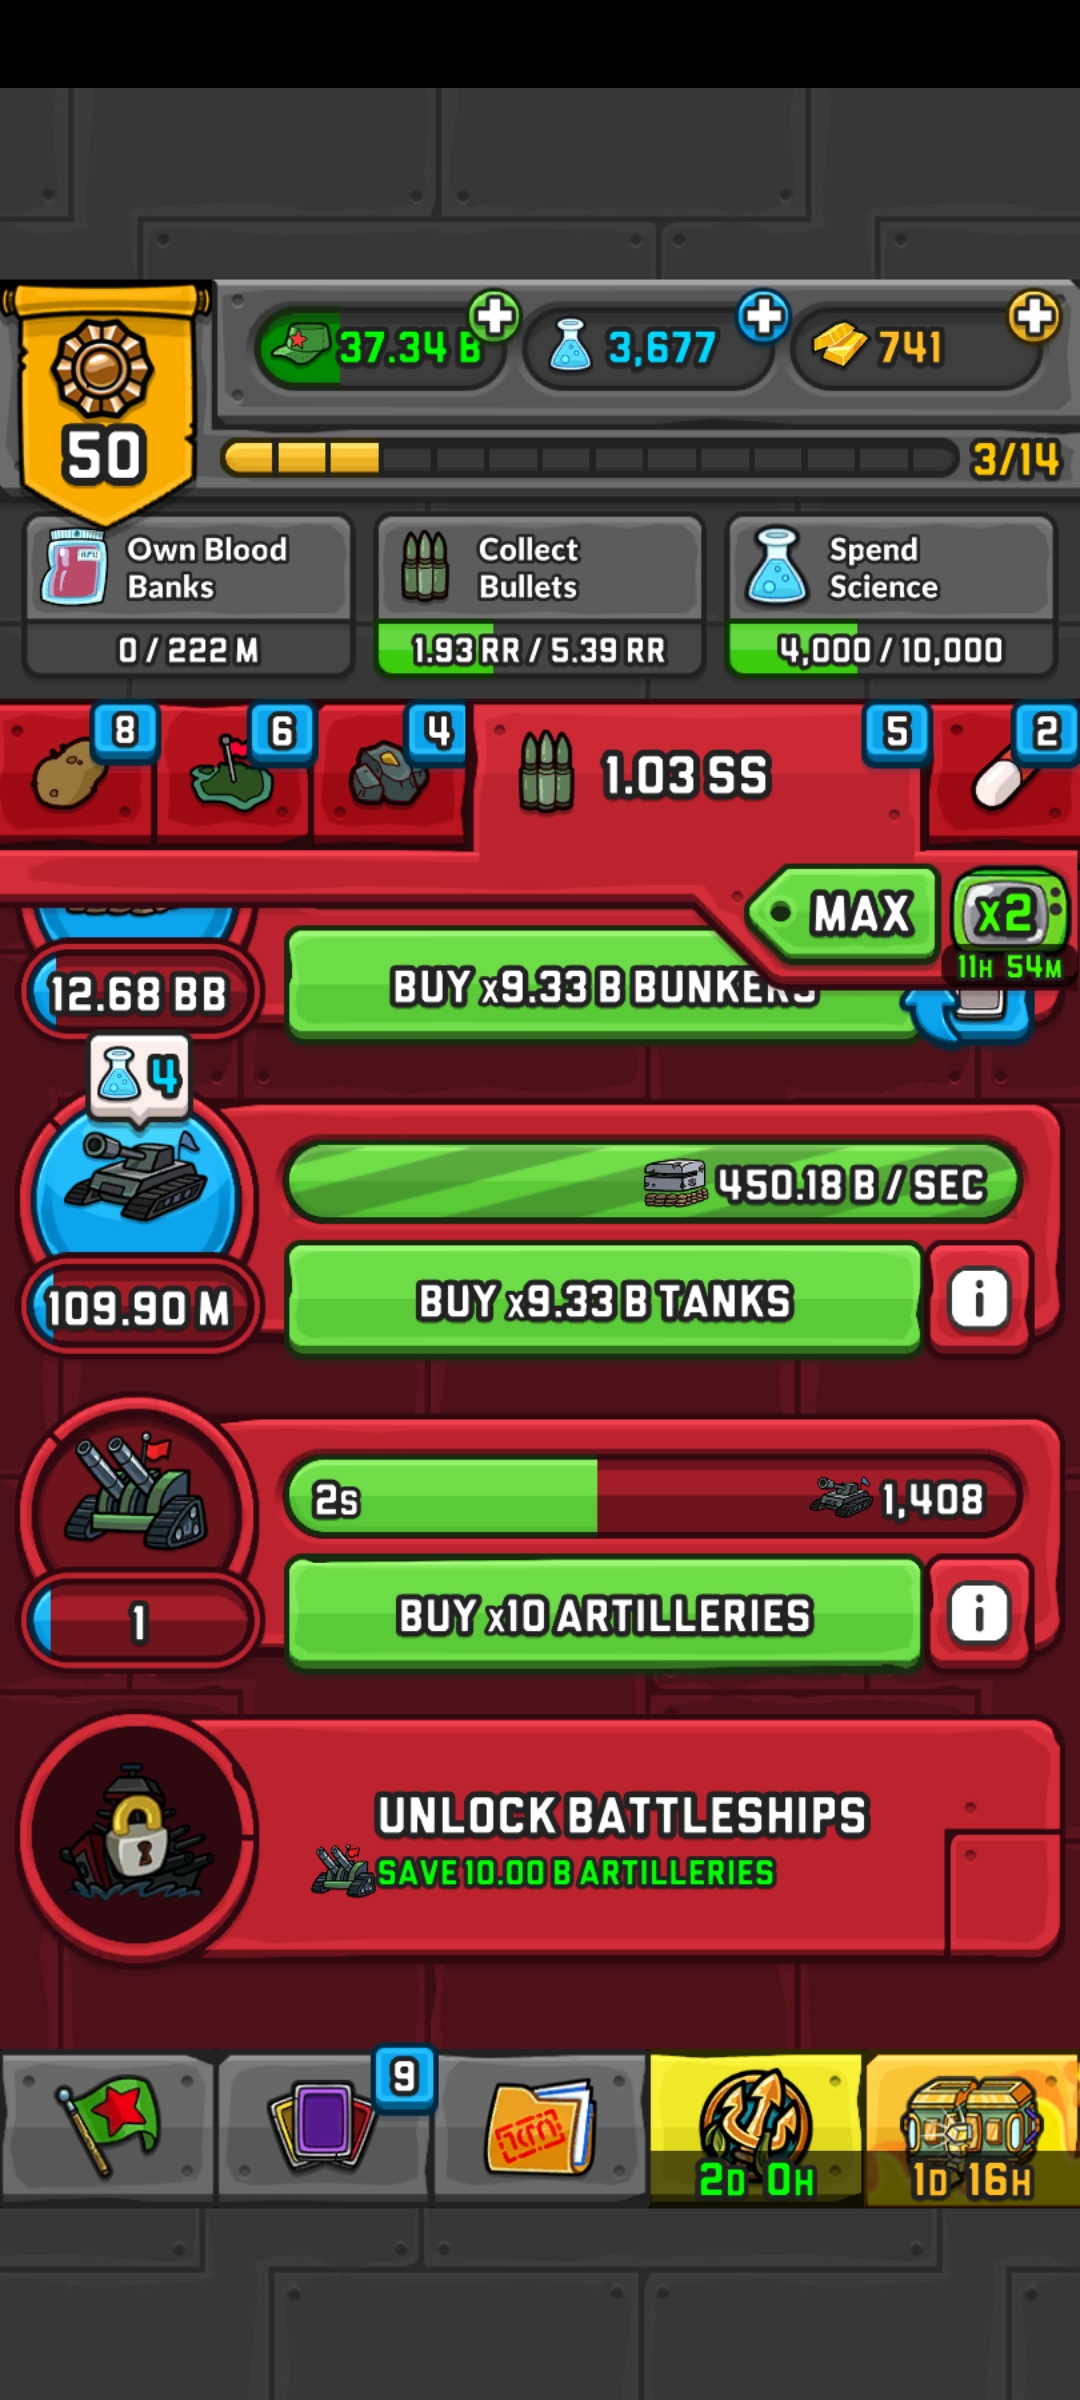 50
37.34 B
3,677
741
3/14
Own Blood
Banks
0 / 222 M
Collect
Bullets
1.93 RR / 5.39 RR
Spend
Science
4,000 / 10,000
8
6
4
1.03 SS
5
2
MAX
x2
11H 54M
12.68 BB
BUY x9.33 B BUNKERS
4
450.18 B / SEC
109.90 M
BUY x9.33 B TANKS
i
2s
1,408
1
BUY x10 ARTILLERIES
i
UNLOCK BATTLESHIPS
SAVE 10.00 B ARTILLERIES
9
2D 0H
1D 16H